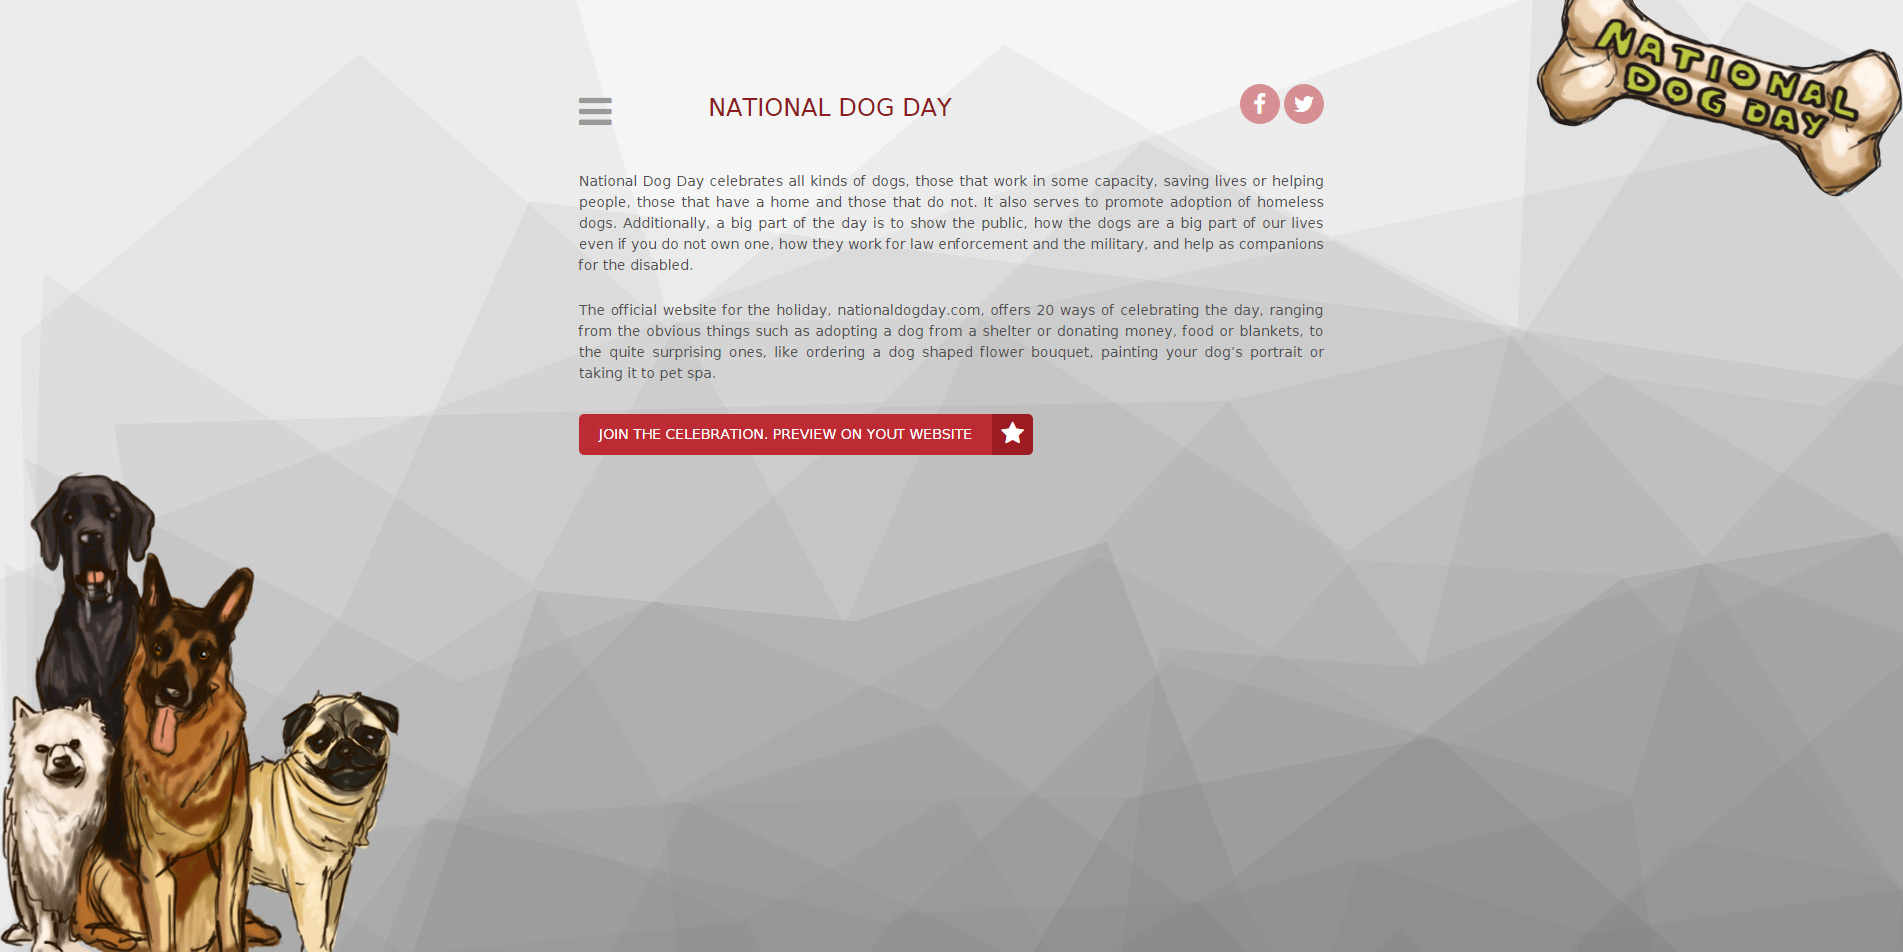 NATIONAL
DOG DAY
NATIONAL DOG DAY
National Dog Day celebrates all kinds of dogs, those that work in some capacity, saving lives or helping
people, those that have a home and those that do not. It also serves to promote adoption of homeless
dogs. Additionally, a big part of the day is to show the public, how the dogs are a big part of our lives
even if you do not own one, how they work for law enforcement and the military, and help as companions
for the disabled.
The official website for the holiday, nationaldogday.com, offers 20 ways of celebrating the day, ranging
from the obvious things such as adopting a dog from a shelter or donating money, food or blankets, to
the quite surprising ones, like ordering a dog shaped flower bouquet, painting your dog’s portrait or
taking it to pet spa.
JOIN THE CELEBRATION. PREVIEW ON YOUT WEBSITE